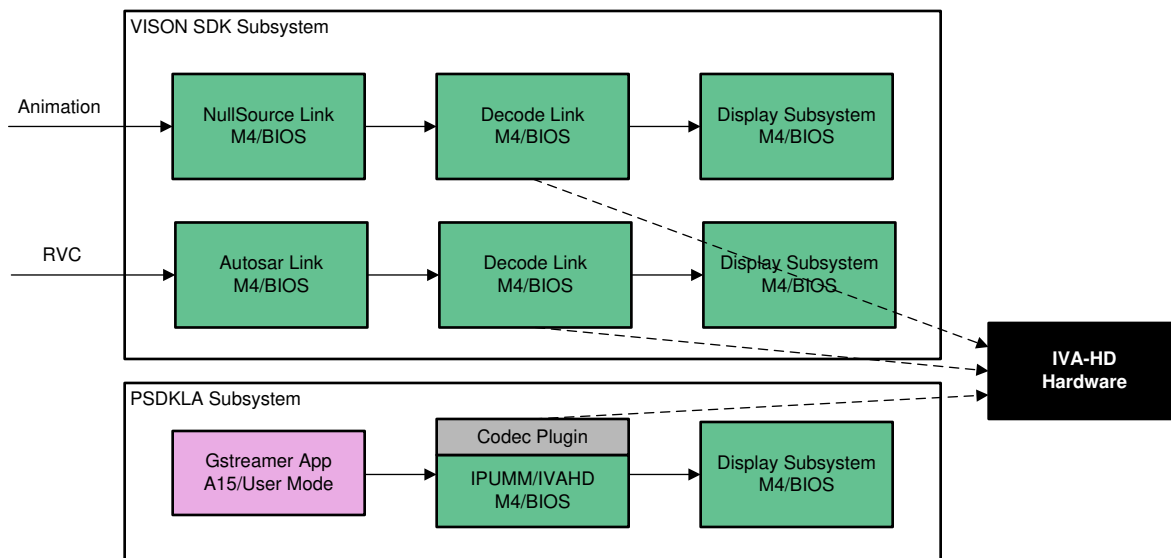 VISON SDK Subsystem
Animation
NullSource Link
M4/BIOS
Decode Link
M4/BIOS
Display Subsystem
M4/BIOS
RVC
Autosar Link
M4/BIOS
Decode Link
M4/BIOS
Display Subsystem
M4/BIOS
IVA-HD
Hardware
PSDKLA Subsystem
Gstreamer App
A15/User Mode
Codec Plugin
IPUMM/IVAHD
M4/BIOS
Display Subsystem
M4/BIOS